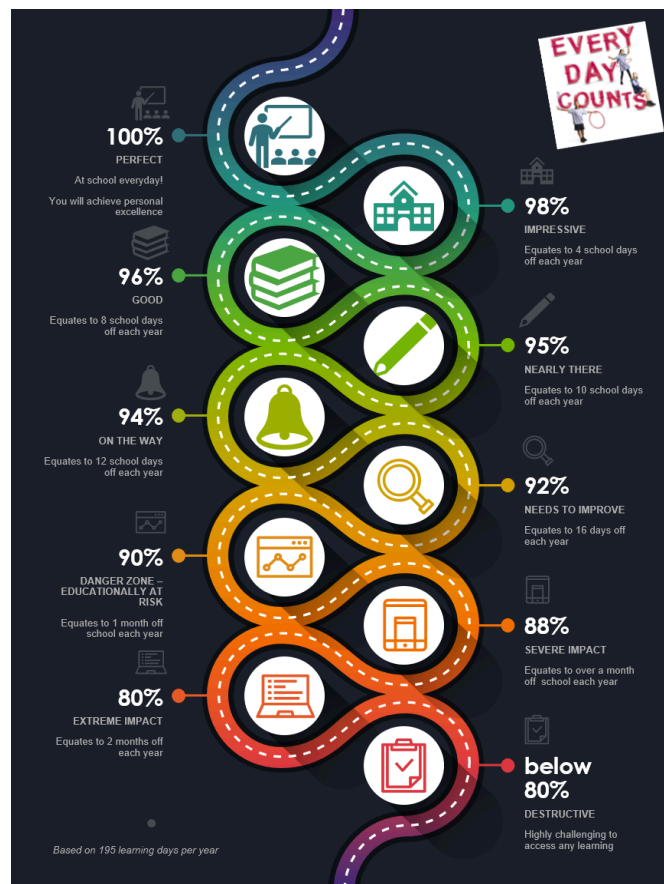 EVERY
DAY
COUNTS
100%
PERFECT
At school everyday!
You will achieve personal
excellence
98%
IMPRESSIVE
Equates to 4 school days
off each year
96%
GOOD
Equates to 8 school days
off each year
95%
NEARLY THERE
Equates to 10 school days
off each year
94%
ON THE WAY
Equates to 12 school days
off each year
92%
NEEDS TO IMPROVE
Equates to 16 days off
each year
90%
DANGER ZONE –
EDUCATIONALLY AT
RISK
Equates to 1 month off
school each year
88%
SEVERE IMPACT
Equates to over a month
off school each year
80%
EXTREME IMPACT
Equates to 2 months off
each year
below
80%
DESTRUCTIVE
Highly challenging to
access any learning
Based on 195 learning days per year